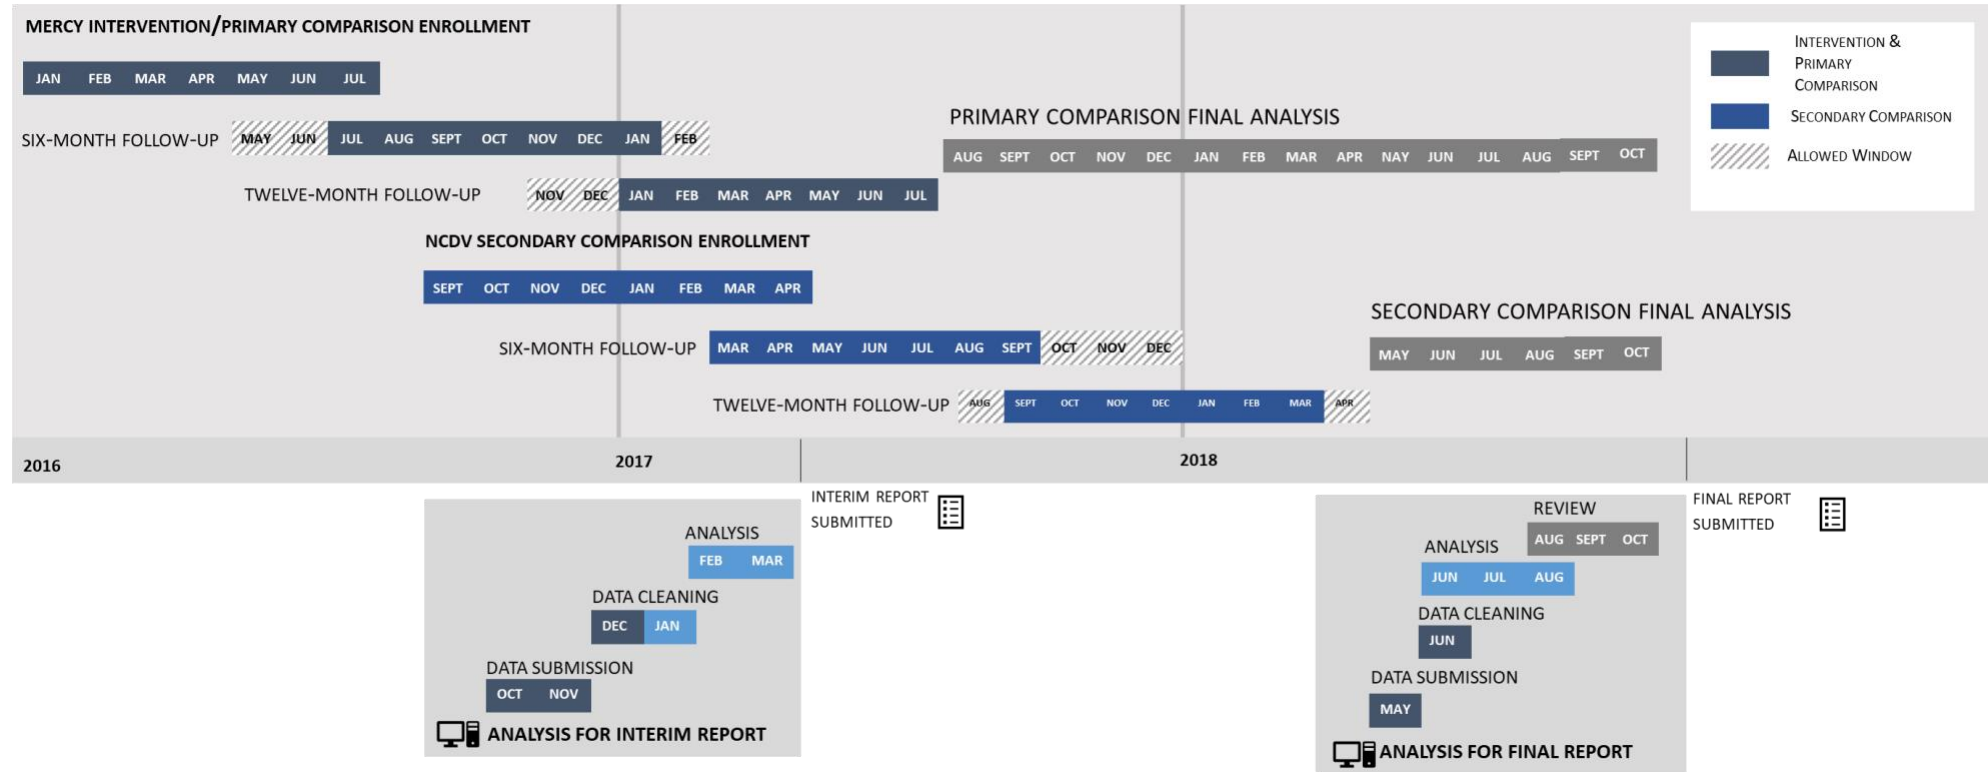 MERCY INTERVENTION/PRIMARY COMPARISON ENROLLMENT
JAN FEB MAR APR MAY JUN JUL
SIX-MONTH FOLLOW-UP MAY JUN JUL AUG SEPT OCT NOV DEC JAN FEB
TWELVE-MONTH FOLLOW-UP NOV DEC JAN FEB MAR APR MAY JUN JUL
PRIMARY COMPARISON FINAL ANALYSIS
AUG SEPT OCT NOV DEC JAN FEB MAR APR NAY JUN JUL AUG SEPT OCT
INTERVENTION &
PRIMARY
COMPARISON
SECONDARY COMPARISON
ALLOWED WINDOW
NCDV SECONDARY COMPARISON ENROLLMENT
SEPT OCT NOV DEC JAN FEB MAR APR
SIX-MONTH FOLLOW-UP MAR APR MAY JUN JUL AUG SEPT OCT NOV DEC
TWELVE-MONTH FOLLOW-UP AUG SEPT OCT NOV DEC JAN FEB MAR APR
SECONDARY COMPARISON FINAL ANALYSIS
MAY JUN JUL AUG SEPT OCT
2016 2017 2018
INTERIM REPORT
SUBMITTED
FINAL REPORT
SUBMITTED
ANALYSIS
FEB MAR
DATA CLEANING
DEC JAN
DATA SUBMISSION
OCT NOV
ANALYSIS FOR INTERIM REPORT
REVIEW
AUG SEPT OCT
ANALYSIS
JUN JUL AUG
DATA CLEANING
JUN
DATA SUBMISSION
MAY
ANALYSIS FOR FINAL REPORT